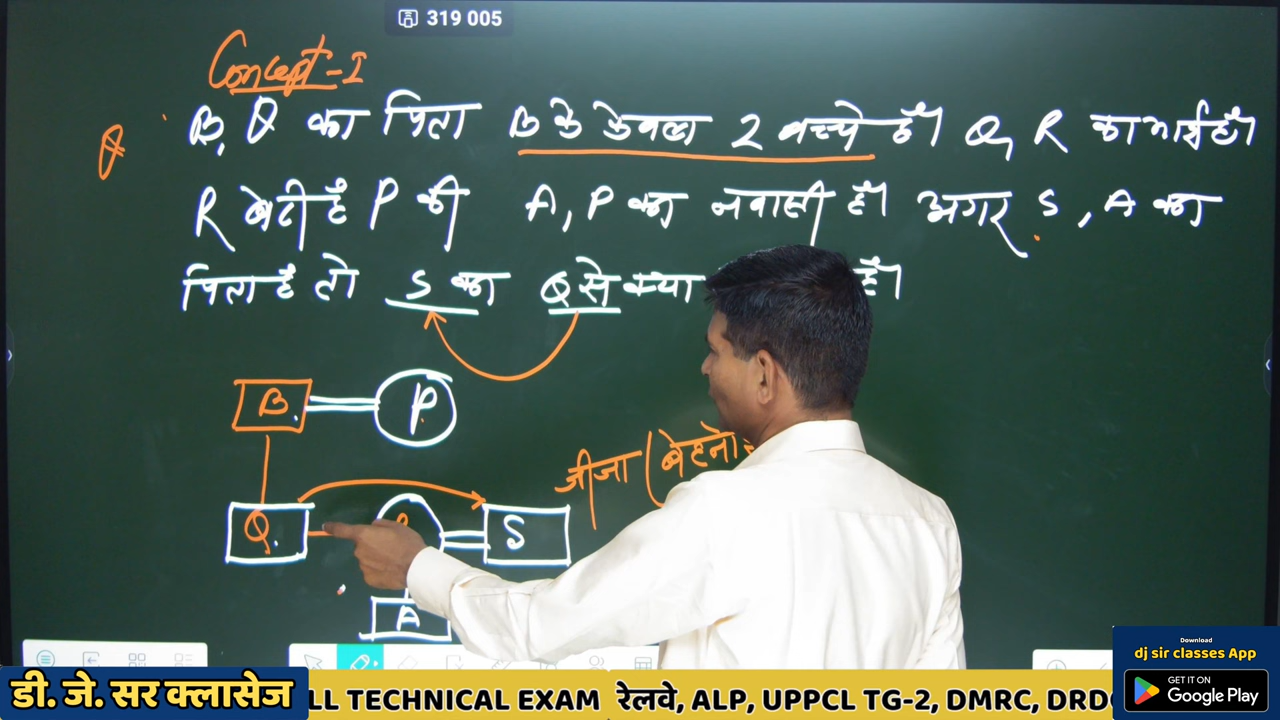 319 005
Concept-I
Q B, Q का पिता B के केवल 2 बच्चे हैं। Q, R का भाई है।
R बेटी है P की A, P का नवासी है। अगर S, A का
पिता है तो S का Q से क्या है।
B P
जीजा (बेहनो
Q S
A
डी. जे. सर क्लासेज
LL TECHNICAL EXAM रेलवे, ALP, UPPCL TG-2, DMRC, DRD
Download
dj sir classes App
GET IT ON
Google Play